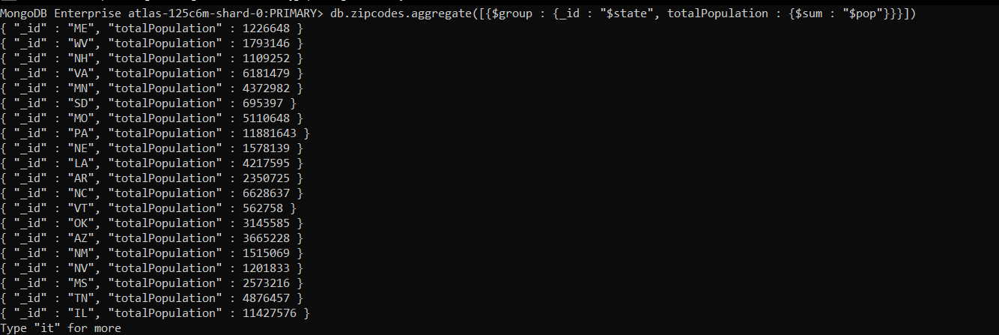 MongoDB Enterprise atlas-125c6m-shard-0:PRIMARY> db.zipcodes.aggregate([{$group : {_id : "$state", totalPopulation : {$sum : "$pop"}}}])
{ "_id" : "ME", "totalPopulation" : 1226648 }
{ "_id" : "WV", "totalPopulation" : 1793146 }
{ "_id" : "NH", "totalPopulation" : 1109252 }
{ "_id" : "VA", "totalPopulation" : 6181479 }
{ "_id" : "MN", "totalPopulation" : 4372982 }
{ "_id" : "SD", "totalPopulation" : 695397 }
{ "_id" : "MO", "totalPopulation" : 5110648 }
{ "_id" : "PA", "totalPopulation" : 11881643 }
{ "_id" : "NE", "totalPopulation" : 1578139 }
{ "_id" : "LA", "totalPopulation" : 4217595 }
{ "_id" : "AR", "totalPopulation" : 2350725 }
{ "_id" : "NC", "totalPopulation" : 6628637 }
{ "_id" : "VT", "totalPopulation" : 562758 }
{ "_id" : "OK", "totalPopulation" : 3145585 }
{ "_id" : "AZ", "totalPopulation" : 3665228 }
{ "_id" : "NM", "totalPopulation" : 1515069 }
{ "_id" : "NV", "totalPopulation" : 1201833 }
{ "_id" : "MS", "totalPopulation" : 2573216 }
{ "_id" : "TN", "totalPopulation" : 4876457 }
{ "_id" : "IL", "totalPopulation" : 11427576 }
Type "it" for more